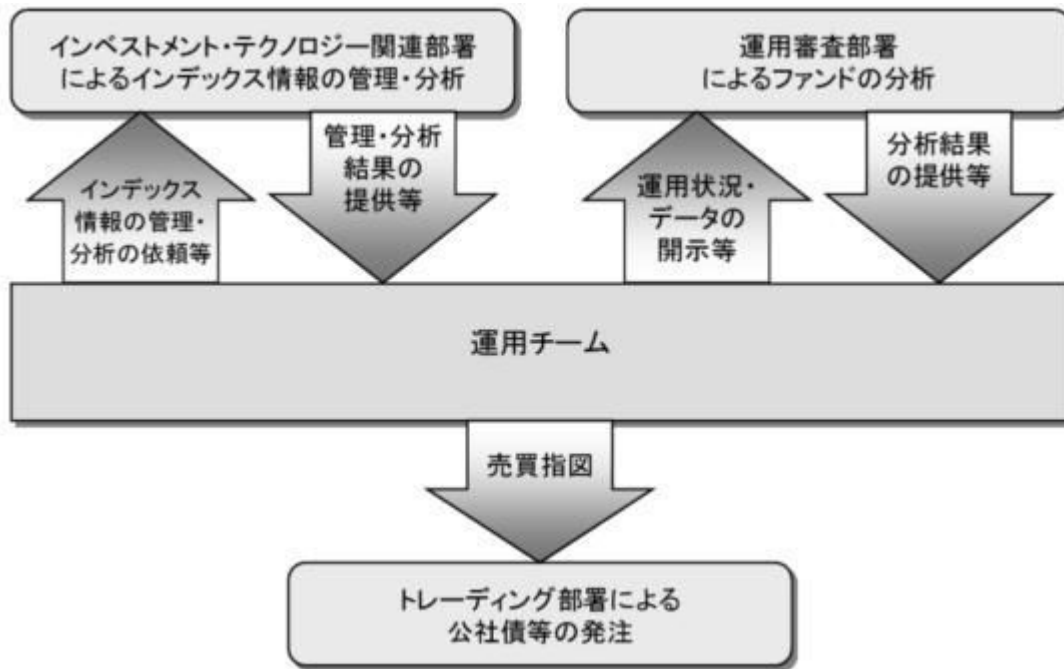 インベストメント・テクノロジー関連部署
によるインデックス情報の管理・分析
運用審査部署
によるファンドの分析
インデックス
情報の管理・
分析の依頼等
管理・分析
結果の
提供等
運用状況・
データの
開示等
分析結果
の提供等
運用チーム
売買指図
トレーディング部署による
公社債等の発注